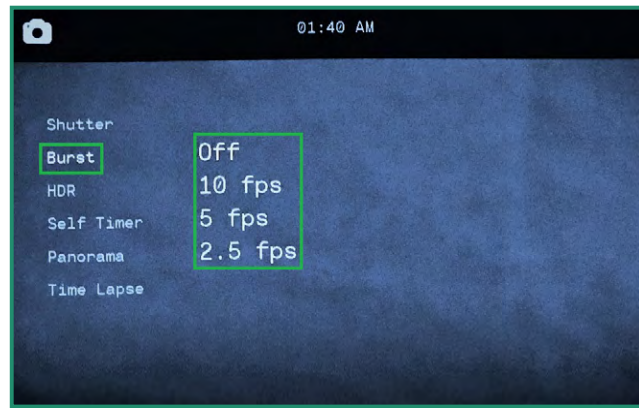 01:40 AM
Shutter
Burst
HDR
Self Timer
Panorama
Time Lapse
Off
10 fps
5 fps
2.5 fps